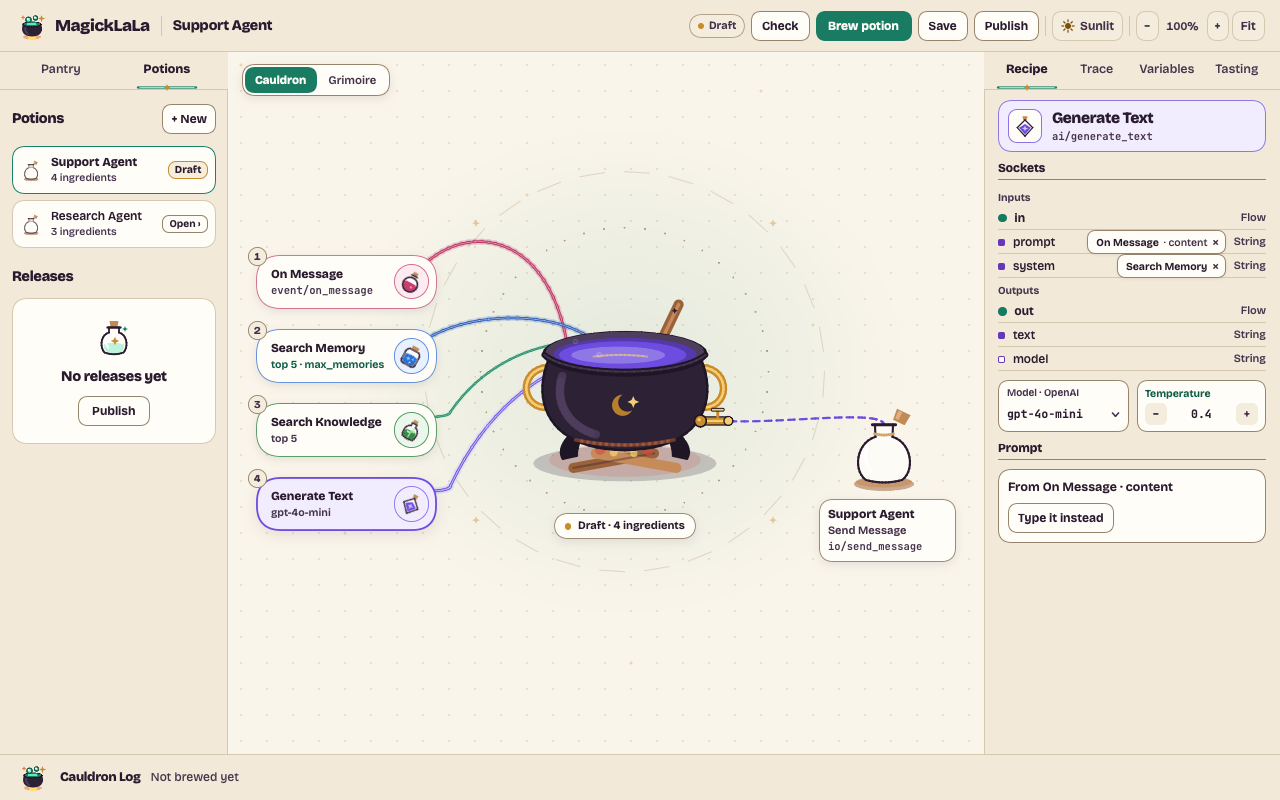 MagickLaLa
Support Agent
Draft
Check
Brew potion
Save
Publish
Sunlit
−
100%
+
Fit
Pantry
Potions
Potions
+ New
Support Agent
4 ingredients
Draft
Research Agent
3 ingredients
Open ›
Releases
No releases yet
Publish
Cauldron
Grimoire
1
On Message
event/on_message
2
Search Memory
top 5 · max_memories
3
Search Knowledge
top 5
4
Generate Text
gpt-4o-mini
Draft · 4 ingredients
Support Agent
Send Message
io/send_message
Recipe
Trace
Variables
Tasting
Generate Text
ai/generate_text
Sockets
Inputs
in
Flow
prompt
On Message · content ×
String
system
Search Memory ×
String
Outputs
out
Flow
text
String
model
String
Model · OpenAI
gpt-4o-mini
Temperature
−
0.4
+
Prompt
From On Message · content
Type it instead
Cauldron Log
Not brewed yet